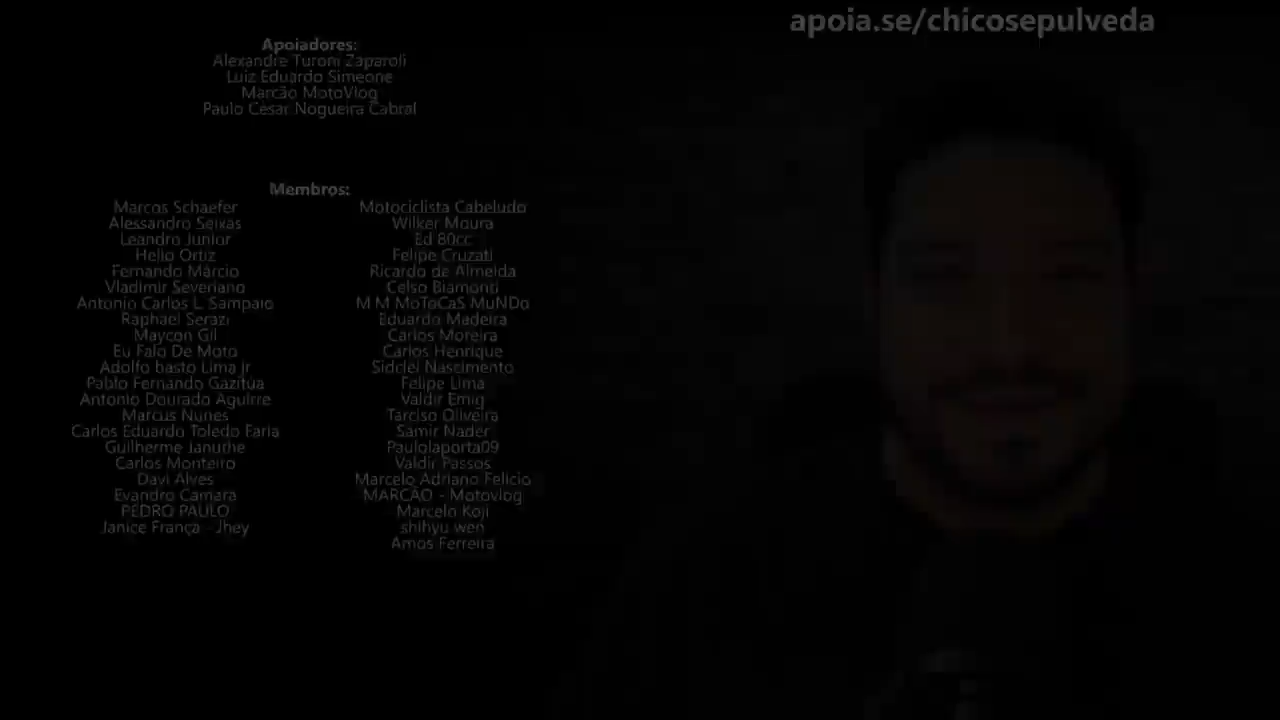 apoia.se/chicosepulveda
Apoiadores:
Alexandre Turoni Zaparoli
Luiz Eduardo Simeone
Marcão MotoVlog
Paulo César Nogueira Cabral
Membros:
Marcos Schaefer
Alessandro Seixas
Leandro Junior
Helio Ortiz
Fernando Márcio
Vladimir Severiano
Antonio Carlos L. Sampaio
Raphael Serazi
Maycon Gil
Eu Falo De Moto
Adolfo basto Lima Jr
Pablo Fernando Gazitúa
Antonio Dourado Aguirre
Marcus Nunes
Carlos Eduardo Toledo Faria
Guilherme Januthe
Carlos Monteiro
Davi Alves
Evandro Camara
PEDRO PAULO
Janice França - Jhey
Motociclista Cabeludo
Wilker Moura
Ed 80cc
Felipe Cruzati
Ricardo de Almeida
Celso Biamonti
M M MoToCaS MuNDo
Eduardo Madeira
Carlos Moreira
Carlos Henrique
Sidclei Nascimento
Felipe Lima
Valdir Emig
Tarciso Oliveira
Samir Nader
Paulolaporta09
Valdir Passos
Marcelo Adriano Felicio
MARCÃO - Motovlog
Marcelo Koji
shihyu wen
Amos Ferreira